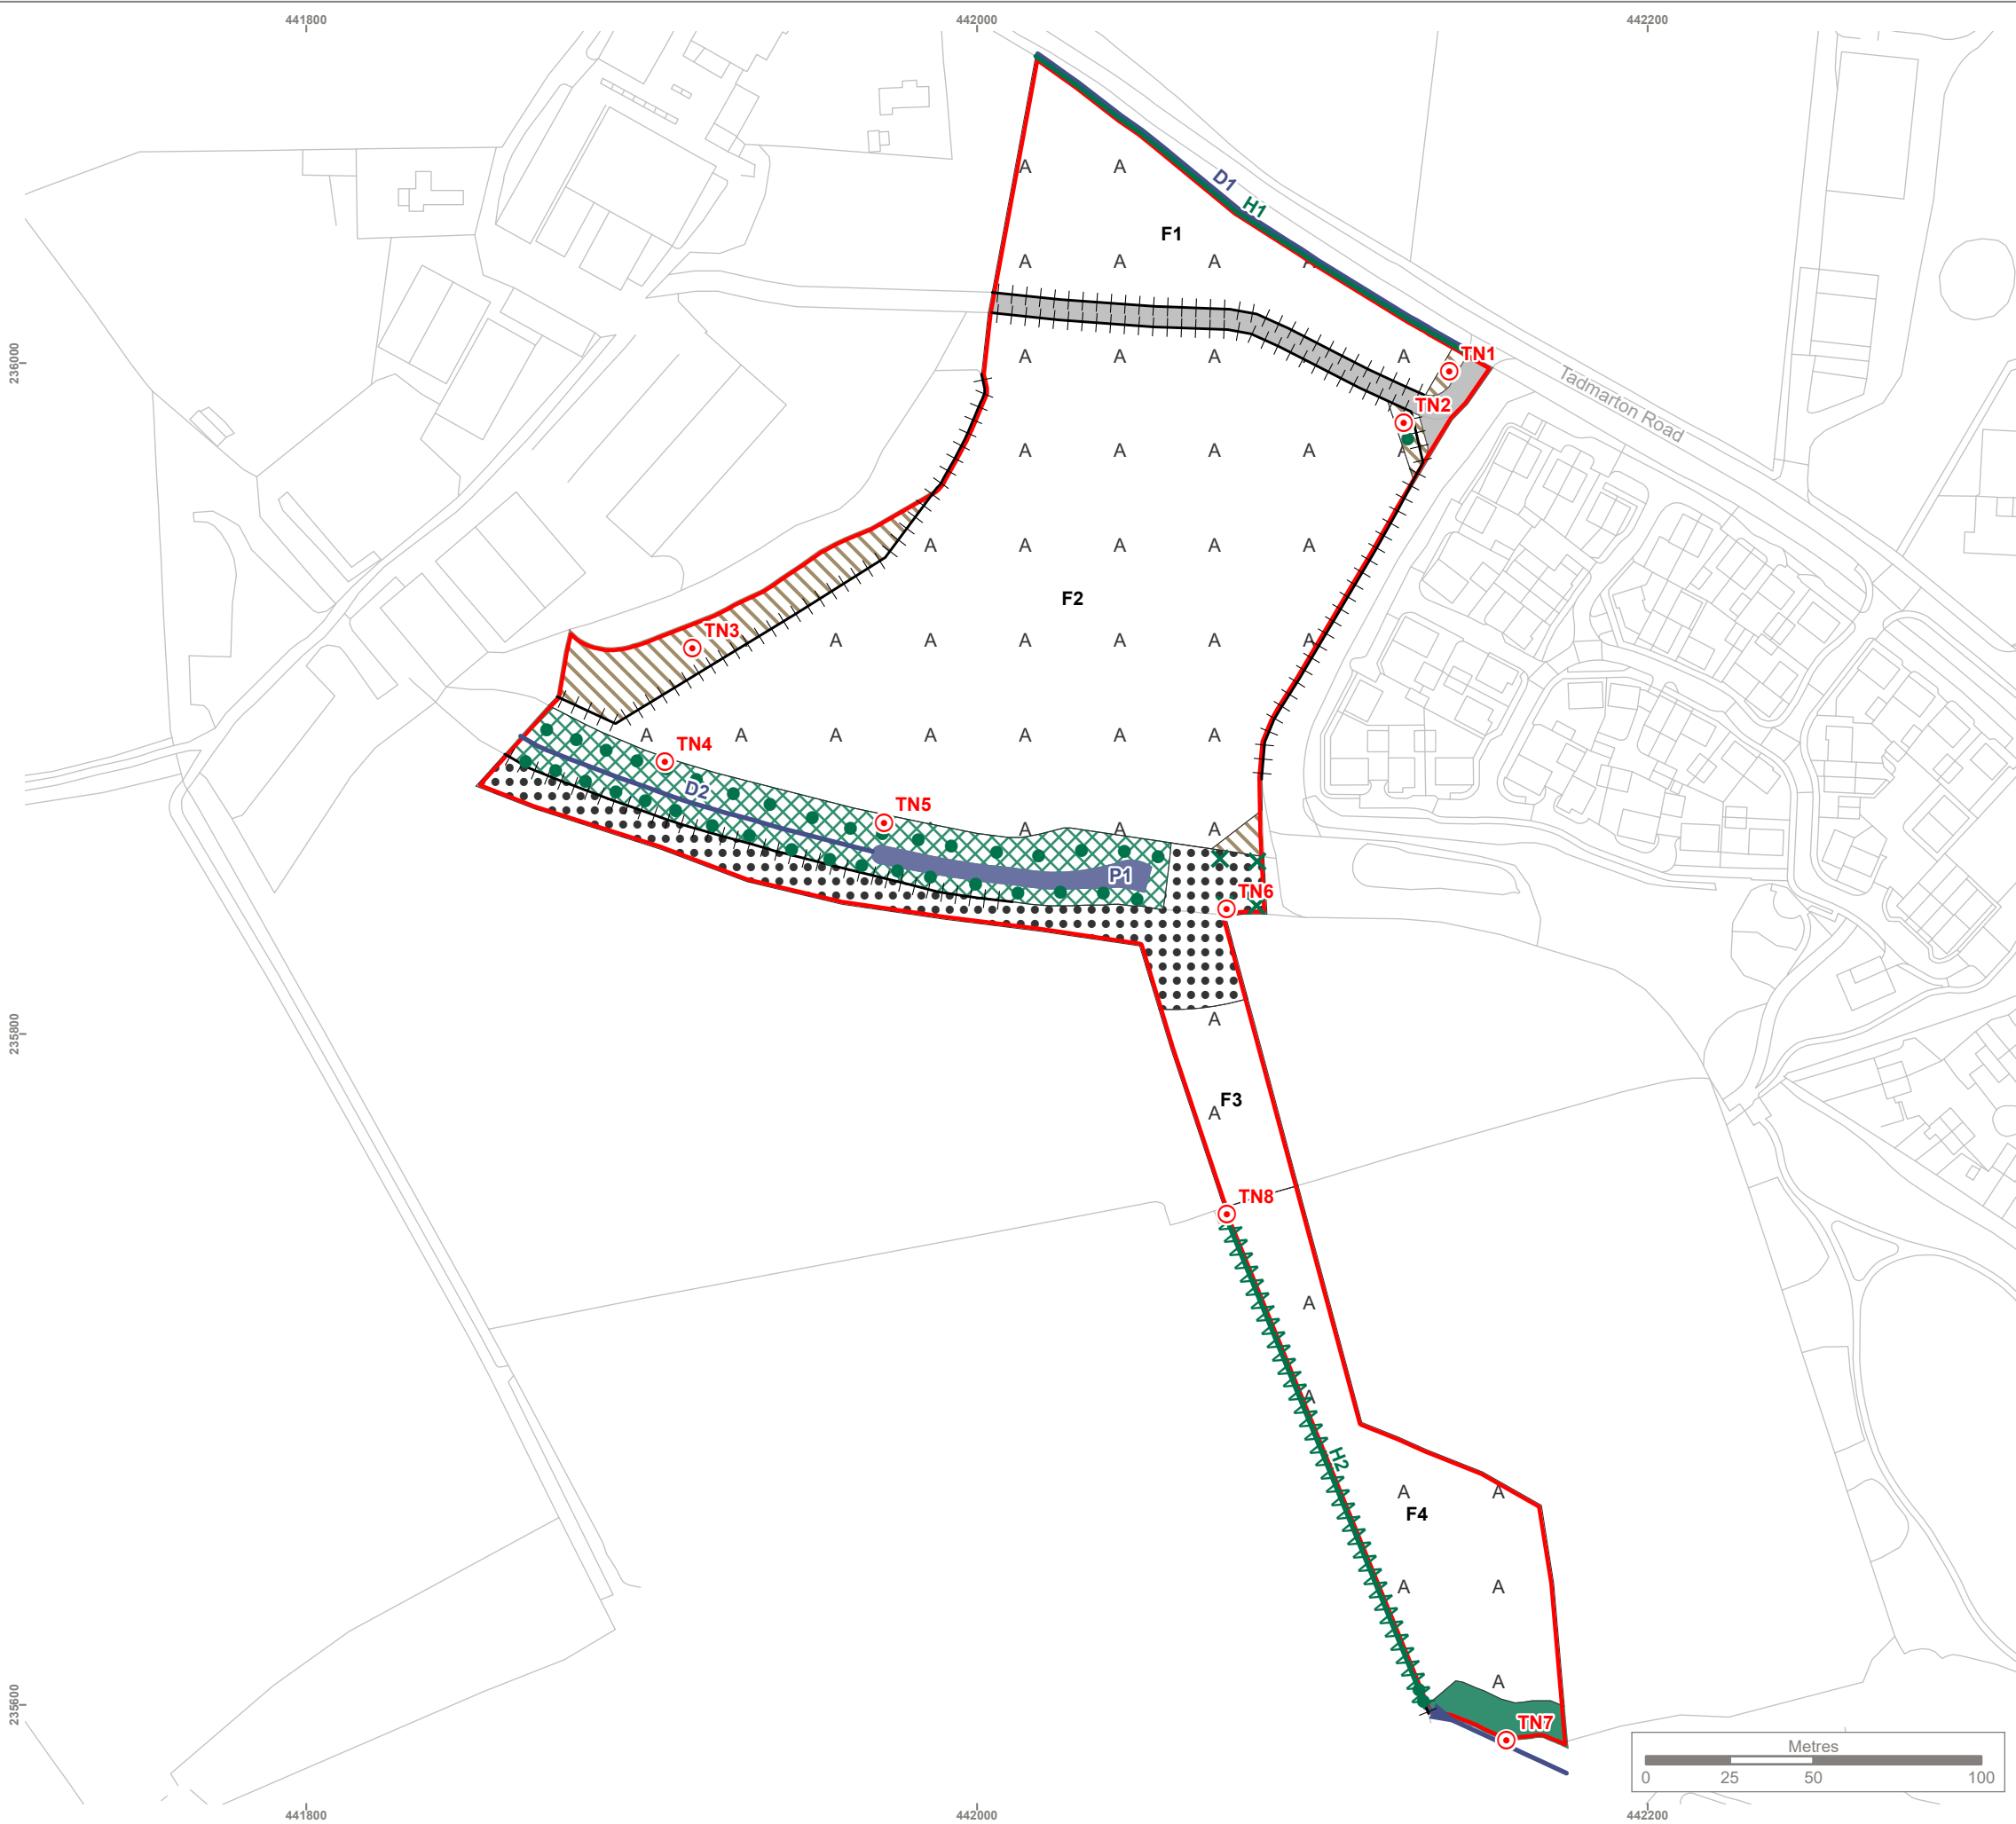 441800 442000 442200
A A
D1
H1
F1
A A A A
236000
A A A A
TN1
TN2
Tadmarton Road
A A A A A
A A A A A
F2
TN3
A A A A A A
A A A A A A A
TN4
D2
TN5
A A A
P1
TN6
A
235800
F3
A
TN8
A
A
H2
A A
F4
A A
A
235600
TN7
Metres
0 25 50 100
441800 442000 442200